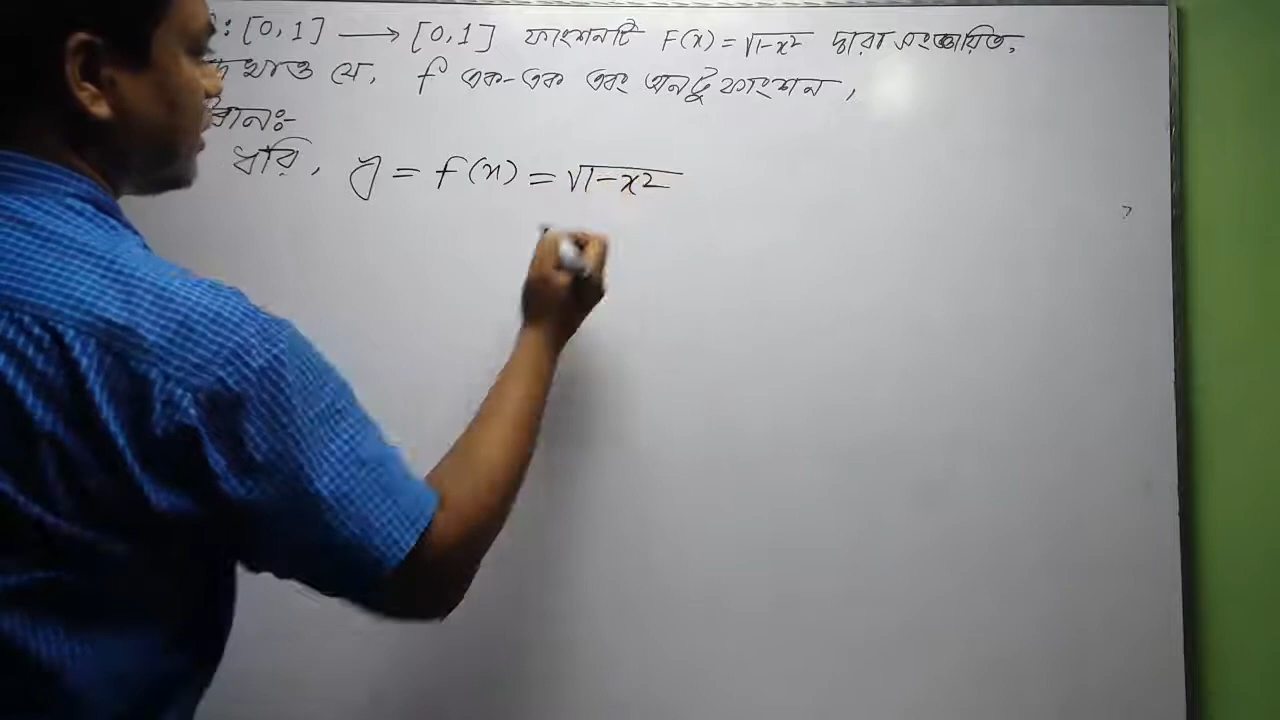 : [0, 1] ⟶ [0, 1] ফাংশনটি F(x) = √1-x² দ্বারা সংজ্ঞায়িত,
দেখাও যে, f এক-এক এবং অনটু ফাংশন,
ধানঃ-
ধরি, y = f(x) = √1-x²